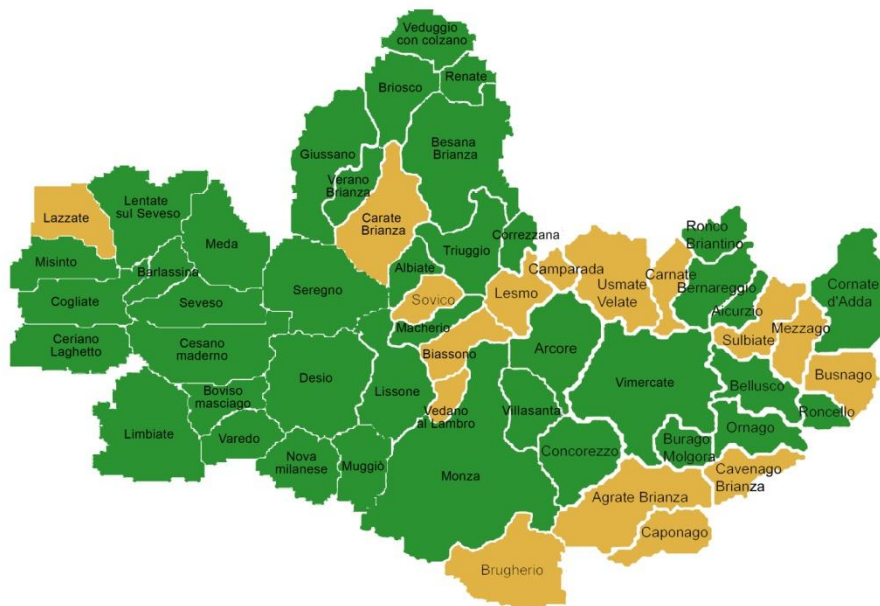 Veduggio
con colzano
Renate
Briosco
Besana
Brianza
Giussano
Verano
Brianza
Carate
Brianza
Lazzate
Lentate
sul Seveso
Meda
Misinto
Barlassina
Cogliate
Seveso
Ceriano
Laghetto
Cesano
maderno
Seregno
Albiate
Triuggio
Correzzana
Sovico
Macherio
Lesmo
Camparada
Usmate
Velate
Carnate
Ronco
Briantino
Bernareggio
Aicurzio
Cornate
d'Adda
Mezzago
Sulbiate
Busnago
Biassono
Arcore
Vimercate
Bellusco
Roncello
Desio
Lissone
Vedano
al Lambro
Villasanta
Ornago
Boviso
masciago
Limbiate
Varedo
Nova
milanese
Muggiò
Monza
Concorezzo
Burago
Molgora
Cavenago
Brianza
Agrate Brianza
Caponago
Brugherio